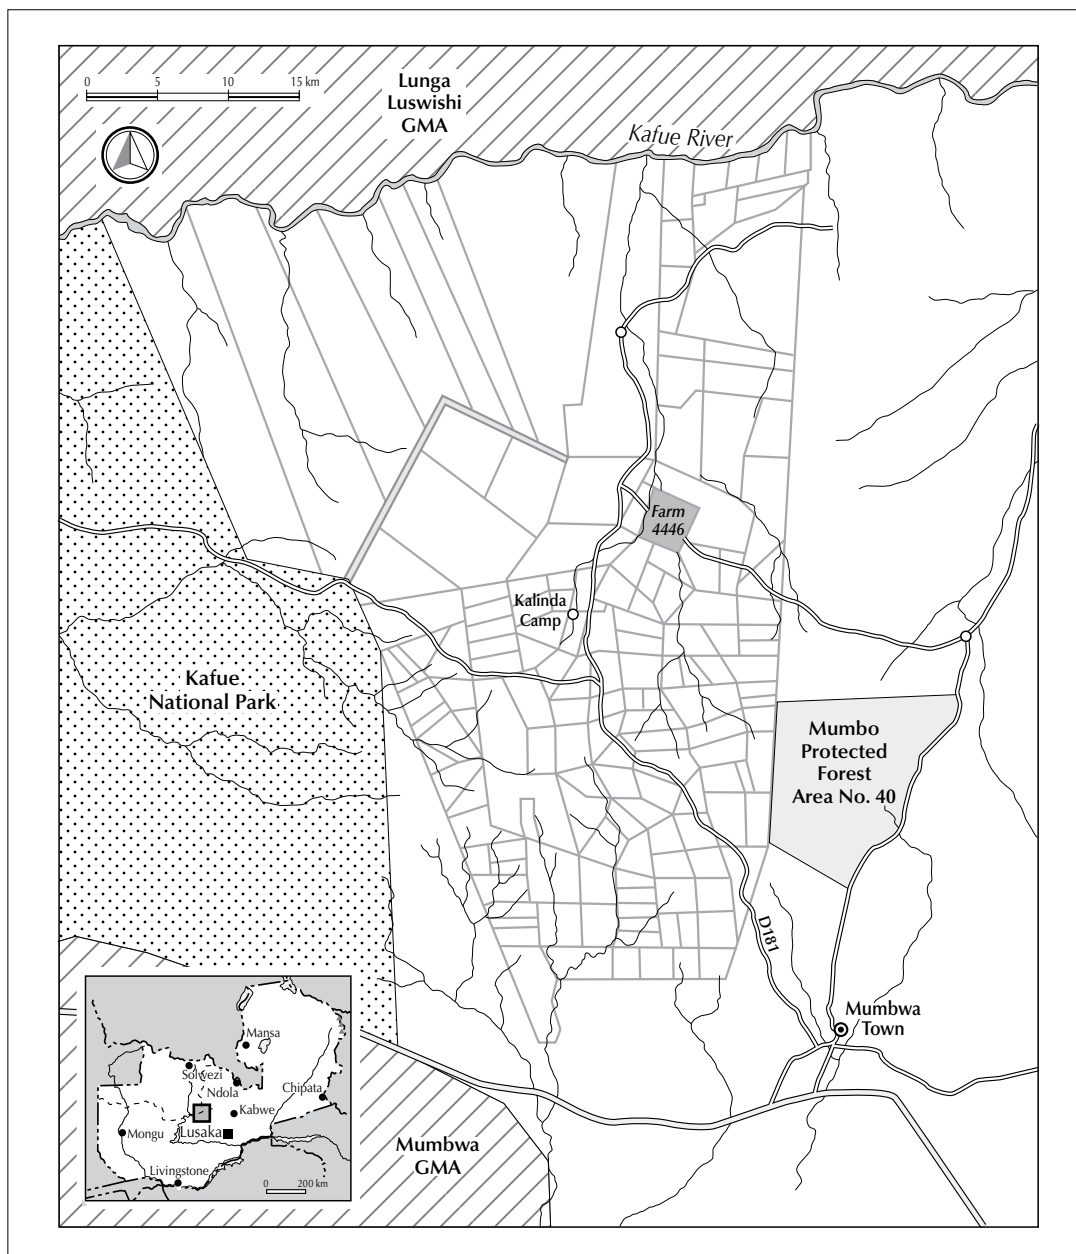 0 5 10 15 km
Lunga
Luswishi
GMA
Kafue River
Farm
4446
Kalinda
Camp
Kafue
National Park
Mumbo
Protected
Forest
Area No. 40
D181
Mumbwa
Town
Mumbwa
GMA
Mansa
Solwezi
Ndola
Chipata
Kabwe
Mongu
Lusaka
Livingstone
0 200 km